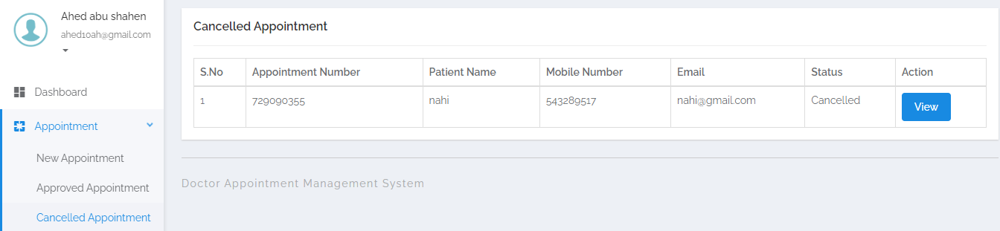 Ahed abu shahen
ahed10ah@gmail.com
Dashboard
Appointment
New Appointment
Approved Appointment
Cancelled Appointment
Cancelled Appointment
S.No Appointment Number Patient Name Mobile Number Email Status Action
1 729090355 nahi 543289517 nahi@gmail.com Cancelled View
Doctor Appointment Management System